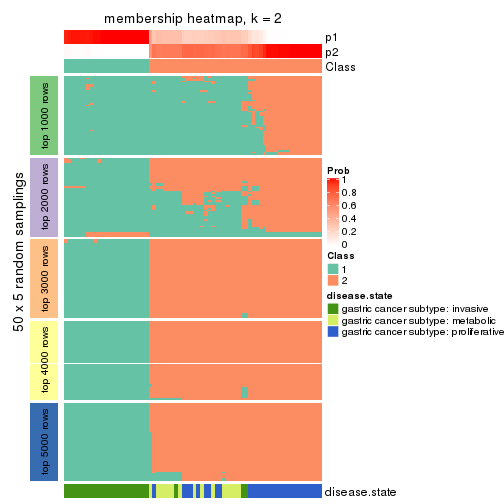 membership heatmap, k = 2
p1
p2
Class
50 x 5 random samplings
top 1000 rows
top 2000 rows
top 3000 rows
top 4000 rows
top 5000 rows
Prob
1
0.8
0.6
0.4
0.2
0
Class
1
2
disease.state
gastric cancer subtype: invasive
gastric cancer subtype: metabolic
gastric cancer subtype: proliferative
disease.state